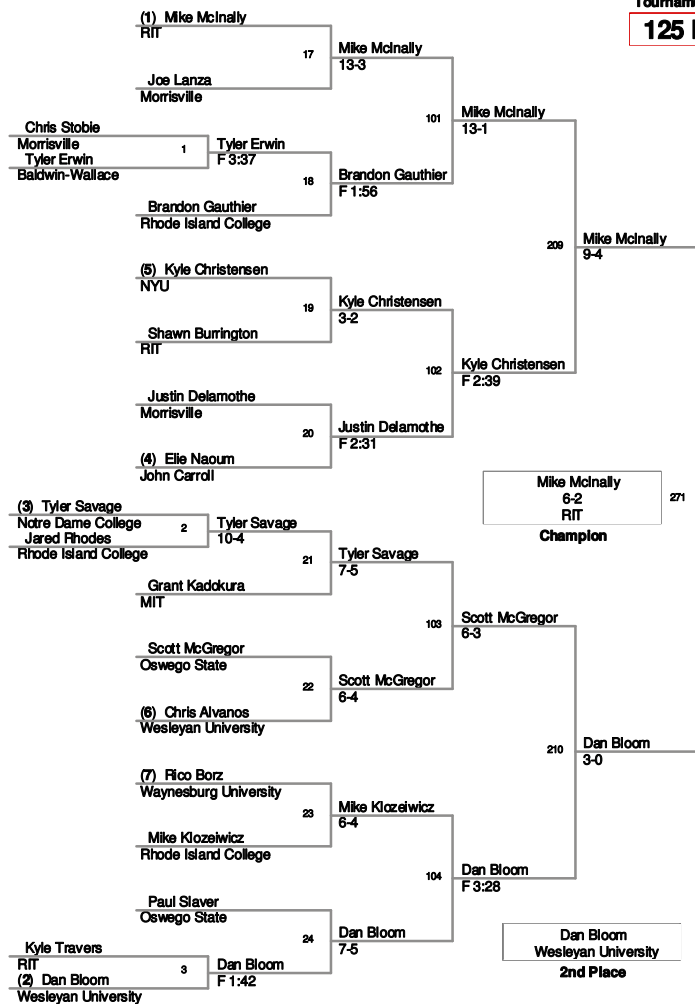 Tournam
125
(1) Mike McInally
RIT
17
Mike McInally
13-3
Joe Lanza
Morrisville
101
Mike McInally
13-1
Chris Stobie
Morrisville
1
Tyler Erwin
Baldwin-Wallace
Tyler Erwin
F 3:37
18
Brandon Gauthier
F 1:56
Brandon Gauthier
Rhode Island College
209
Mike McInally
9-4
(5) Kyle Christensen
NYU
19
Kyle Christensen
3-2
Shawn Burrington
RIT
102
Kyle Christensen
F 2:39
Justin Delamothe
Morrisville
20
Justin Delamothe
F 2:31
(4) Elie Naoum
John Carroll
Mike McInally
6-2
RIT
271
Champion
(3) Tyler Savage
Notre Dame College
2
Jared Rhodes
Rhode Island College
Tyler Savage
10-4
21
Tyler Savage
7-5
Grant Kadokura
MIT
103
Scott McGregor
6-3
Scott McGregor
Oswego State
22
Scott McGregor
6-4
(6) Chris Alvanos
Wesleyan University
210
Dan Bloom
3-0
(7) Rico Borz
Waynesburg University
23
Mike Klozeiwicz
6-4
Mike Klozeiwicz
Rhode Island College
104
Dan Bloom
F 3:28
Paul Slaver
Oswego State
24
Dan Bloom
7-5
Kyle Travers
RIT
3
(2) Dan Bloom
Wesleyan University
Dan Bloom
F 1:42
Dan Bloom
Wesleyan University
2nd Place